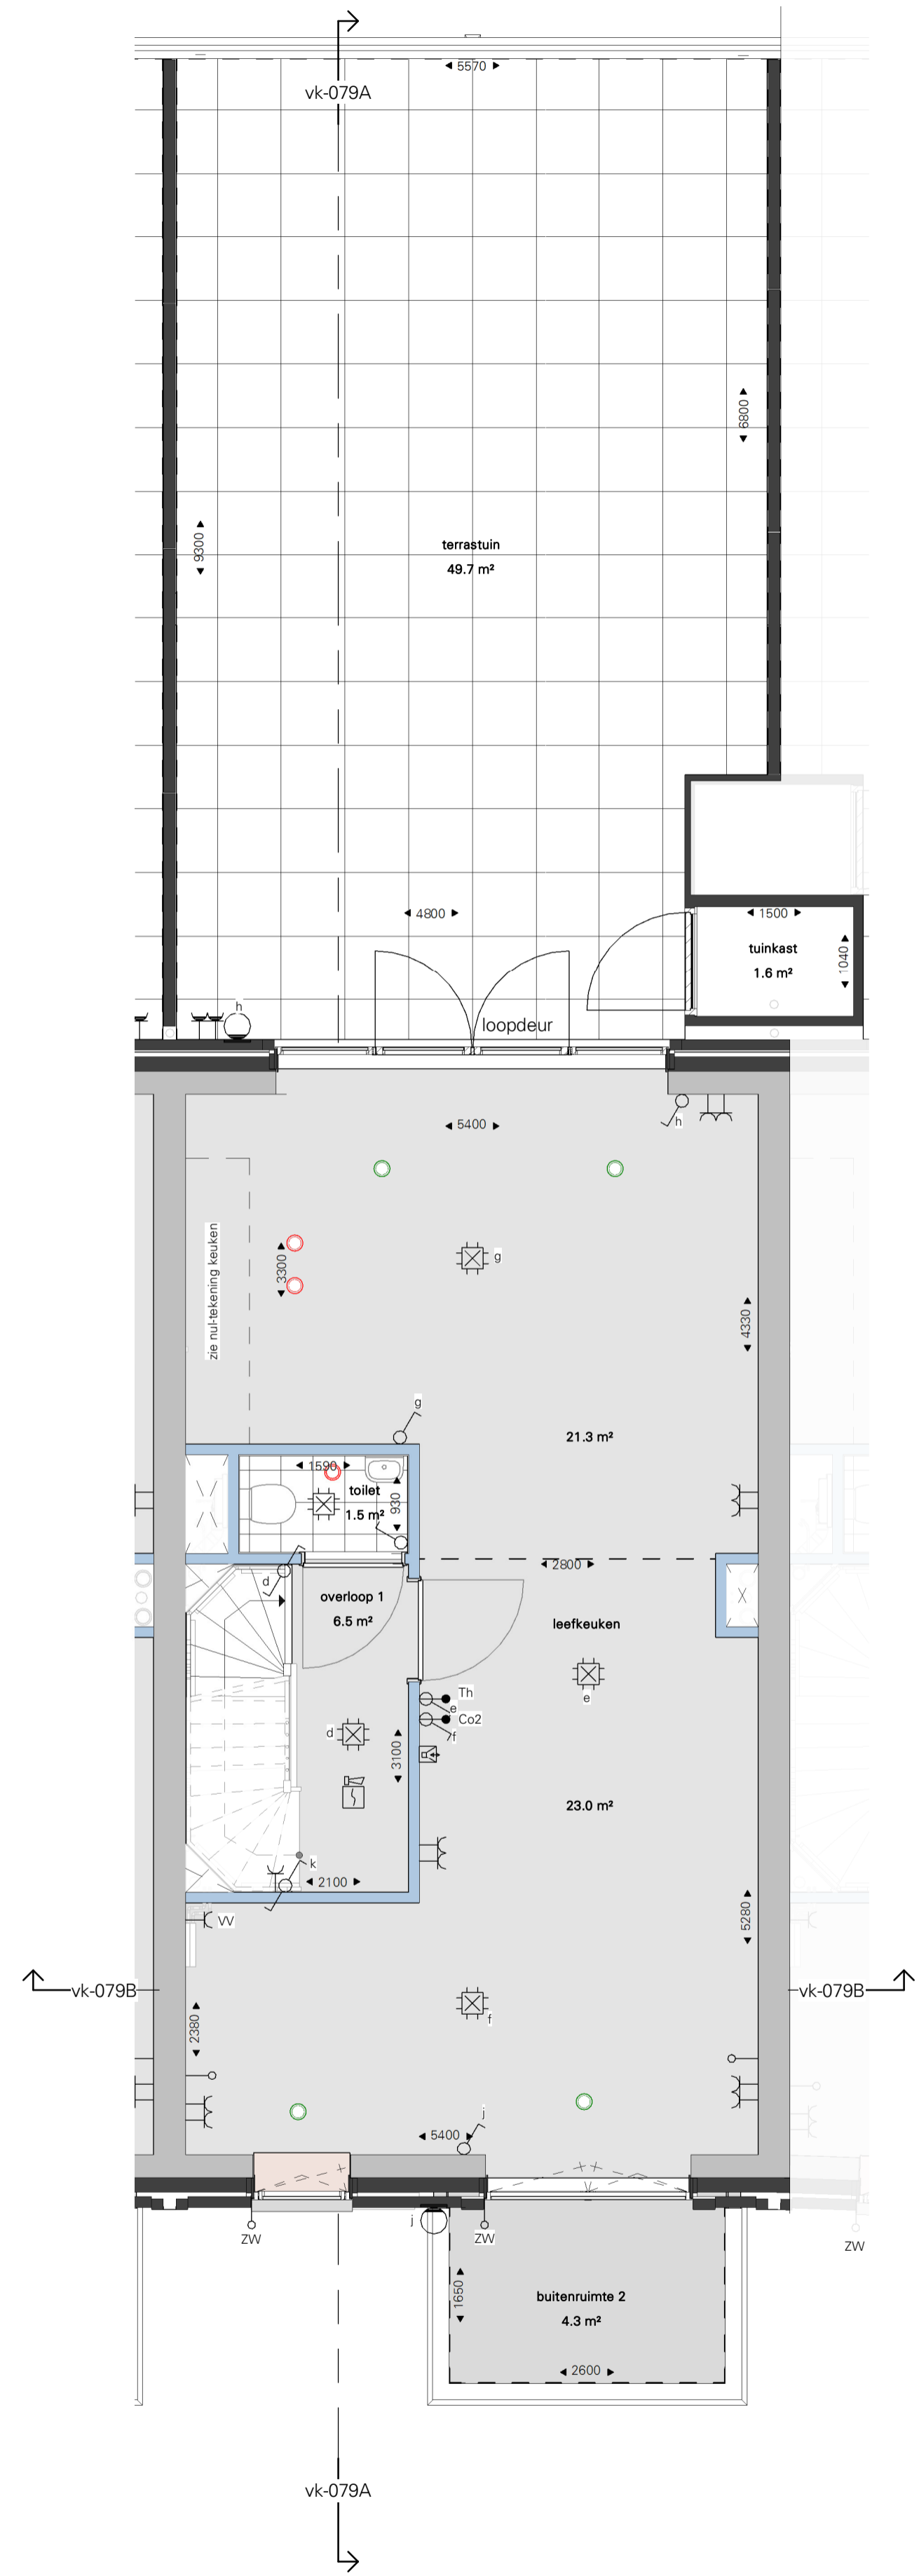 5570
vk-079A
6800
9300
terrastuin
49.7 m²
4800
1500
tuinkast
1.6 m²
1040
h
loopdeur
5400
h
zie nul-tekening keuken
3300
g
4330
g
21.3 m²
1590
toilet
1.5 m²
930
2800
d
overloop 1
6.5 m²
leefkeuken
Th
e
Co2
f
e
d
3100
23.0 m²
k
2100
VV
5280
vk-079B
vk-079B
2380
f
j
5400
j
ZW
ZW
ZW
1650
buitenruimte 2
4.3 m²
2600
vk-079A